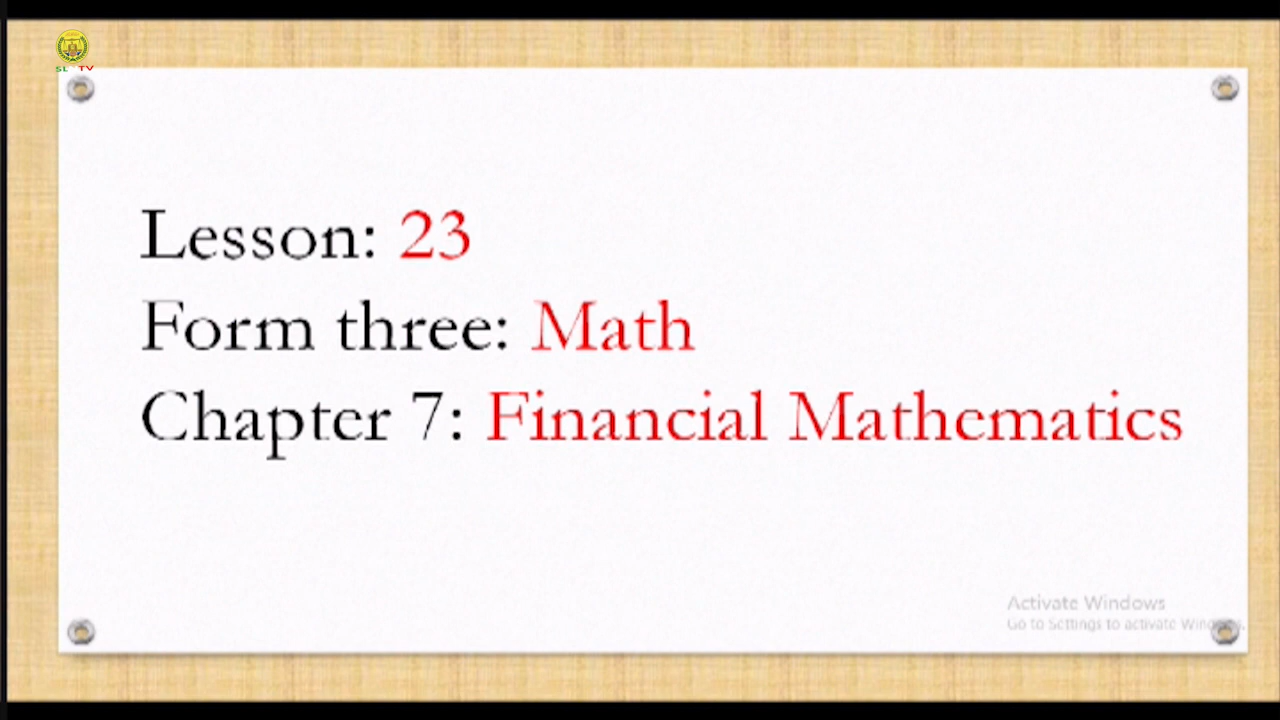 Lesson: 23
Form three: Math
Chapter 7: Financial Mathematics
Activate Windows
Go to Settings to activate Windows.